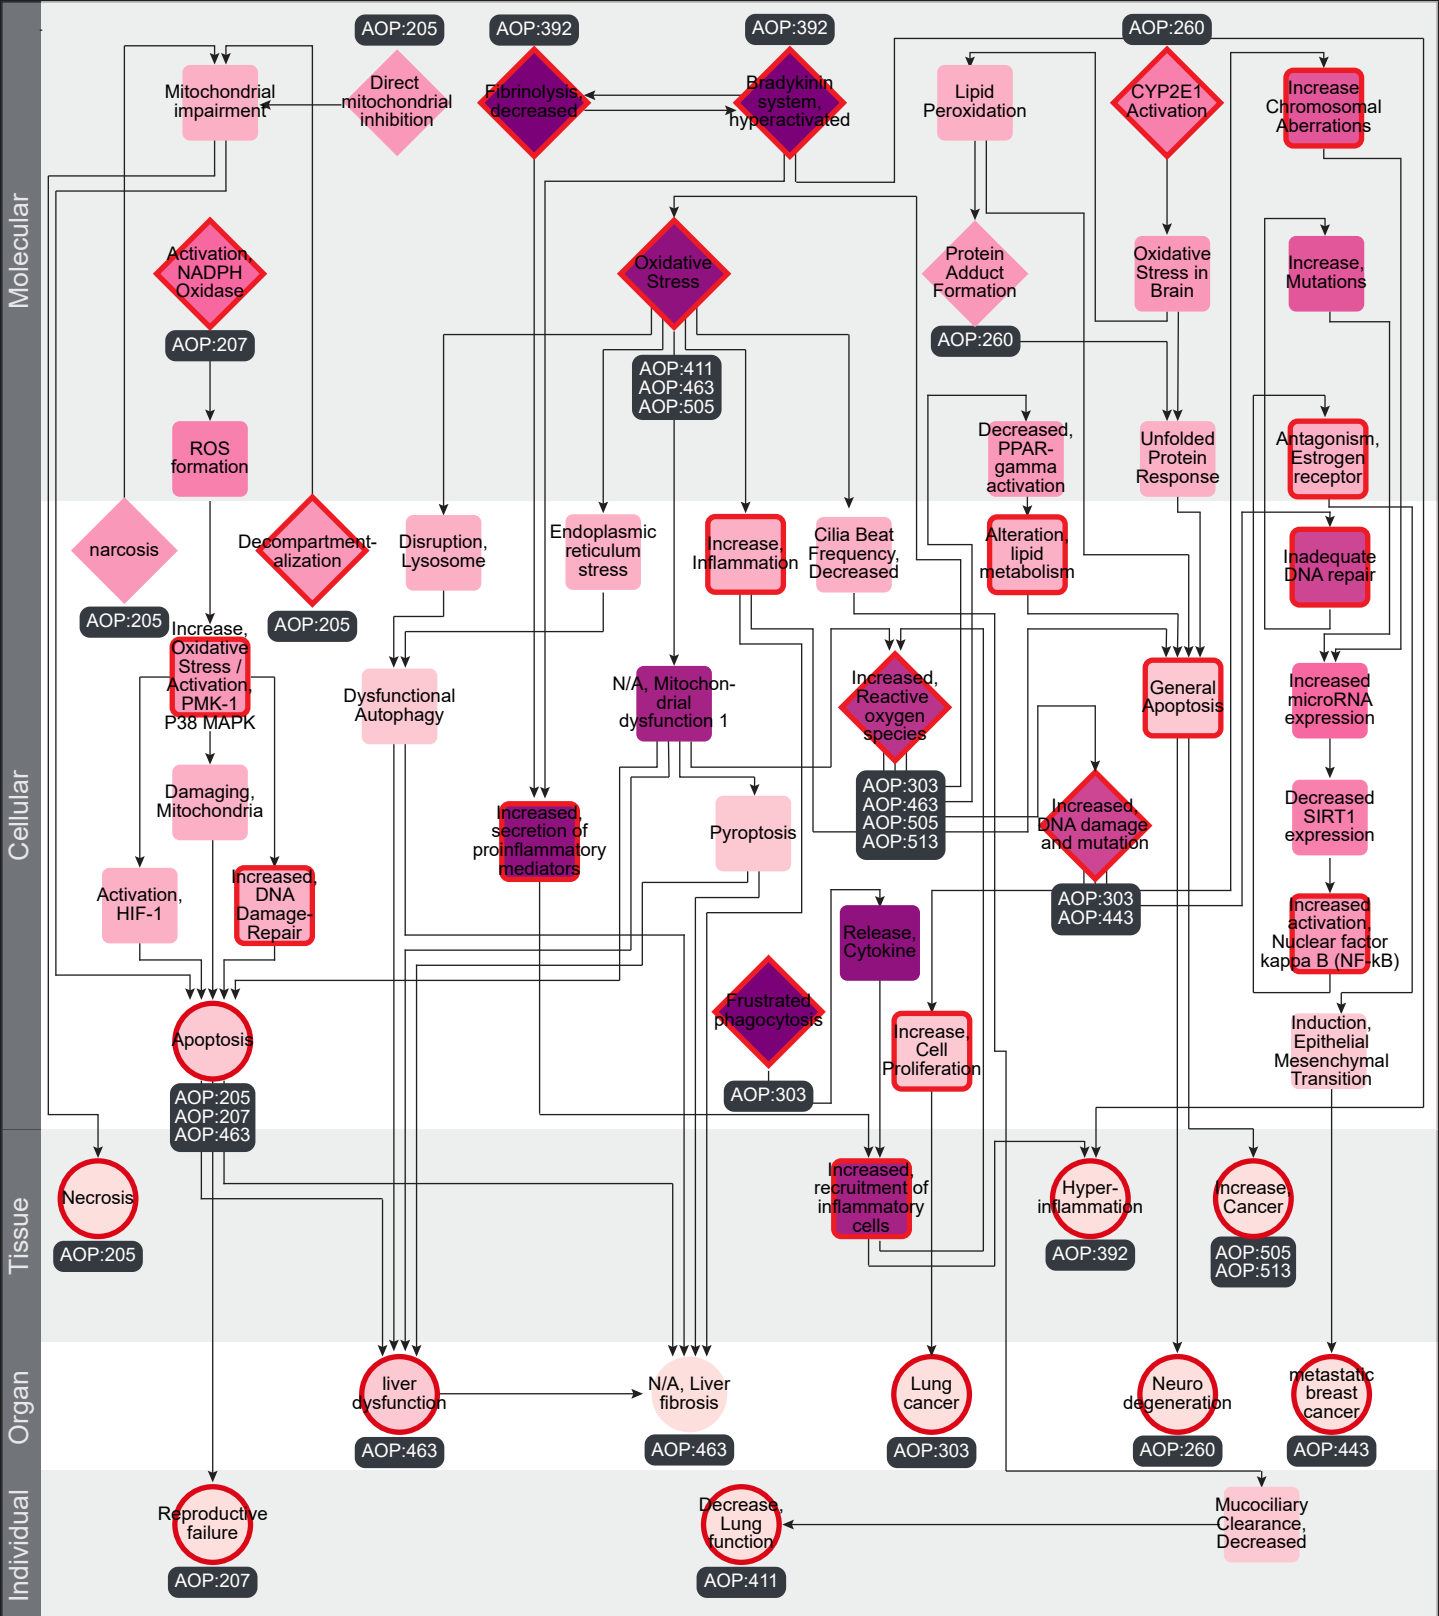 AOP:205
AOP:392
AOP:392
AOP:260
Mitochondrial
impairment
Direct
mitochondrial
inhibition
Fibrinolysis,
decreased
Bradykinin
system,
hyperactivated
Lipid
Peroxidation
CYP2E1
Activation
Increase
Chromosomal
Aberrations
Molecular
Activation,
NADPH
Oxidase
AOP:207
Oxidative
Stress
AOP:411
AOP:463
AOP:505
Protein
Adduct
Formation
AOP:260
Oxidative
Stress in
Brain
Increase,
Mutations
ROS
formation
Decreased,
PPAR-
gamma
activation
Unfolded
Protein
Response
Antagonism,
Estrogen
receptor
Cellular
narcosis
AOP:205
Decompartment-
alization
AOP:205
Disruption,
Lysosome
Endoplasmic
reticulum
stress
Increase,
Inflammation
Cilia Beat
Frequency,
Decreased
Alteration,
lipid
metabolism
Inadequate
DNA repair
Increase,
Oxidative
Stress /
Activation,
PMK-1
P38 MAPK
Dysfunctional
Autophagy
N/A, Mitochon-
drial
dysfunction 1
Increased,
Reactive
oxygen
species
AOP:303
AOP:463
AOP:505
AOP:513
General
Apoptosis
Increased
microRNA
expression
Damaging,
Mitochondria
Increased,
secretion of
proinflammatory
mediators
Pyroptosis
Increased,
DNA damage
and mutation
AOP:303
AOP:443
Decreased
SIRT1
expression
Activation,
HIF-1
Increased,
DNA
Damage-
Repair
Release,
Cytokine
Increased
activation,
Nuclear factor
kappa B (NF-kB)
Frustrated
phagocytosis
AOP:303
Apoptosis
AOP:205
AOP:207
AOP:463
Increase,
Cell
Proliferation
Induction,
Epithelial
Mesenchymal
Transition
Tissue
Necrosis
AOP:205
Increased,
recruitment of
inflammatory
cells
Hyper-
inflammation
AOP:392
Increase,
Cancer
AOP:505
AOP:513
Organ
liver
dysfunction
AOP:463
N/A, Liver
fibrosis
AOP:463
Lung
cancer
AOP:303
Neuro
degeneration
AOP:260
metastatic
breast
cancer
AOP:443
Individual
Reproductive
failure
AOP:207
Decrease,
Lung
function
AOP:411
Mucociliary
Clearance,
Decreased